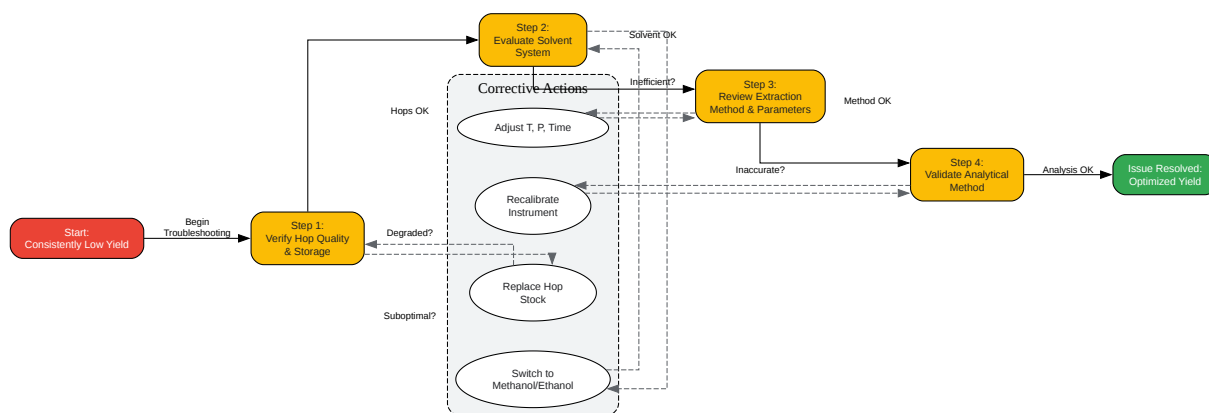 Step 2:
Evaluate Solvent
System
Solvent OK
Corrective Actions
Inefficient?
Step 3:
Review Extraction
Method & Parameters
Method OK
Hops OK
Adjust T, P, Time
Inaccurate?
Step 4:
Validate Analytical
Method
Analysis OK
Issue Resolved:
Optimized Yield
Recalibrate
Instrument
Start:
Consistently Low Yield
Begin
Troubleshooting
Step 1:
Verify Hop Quality
& Storage
Degraded?
Replace Hop
Stock
Suboptimal?
Switch to
Methanol/Ethanol